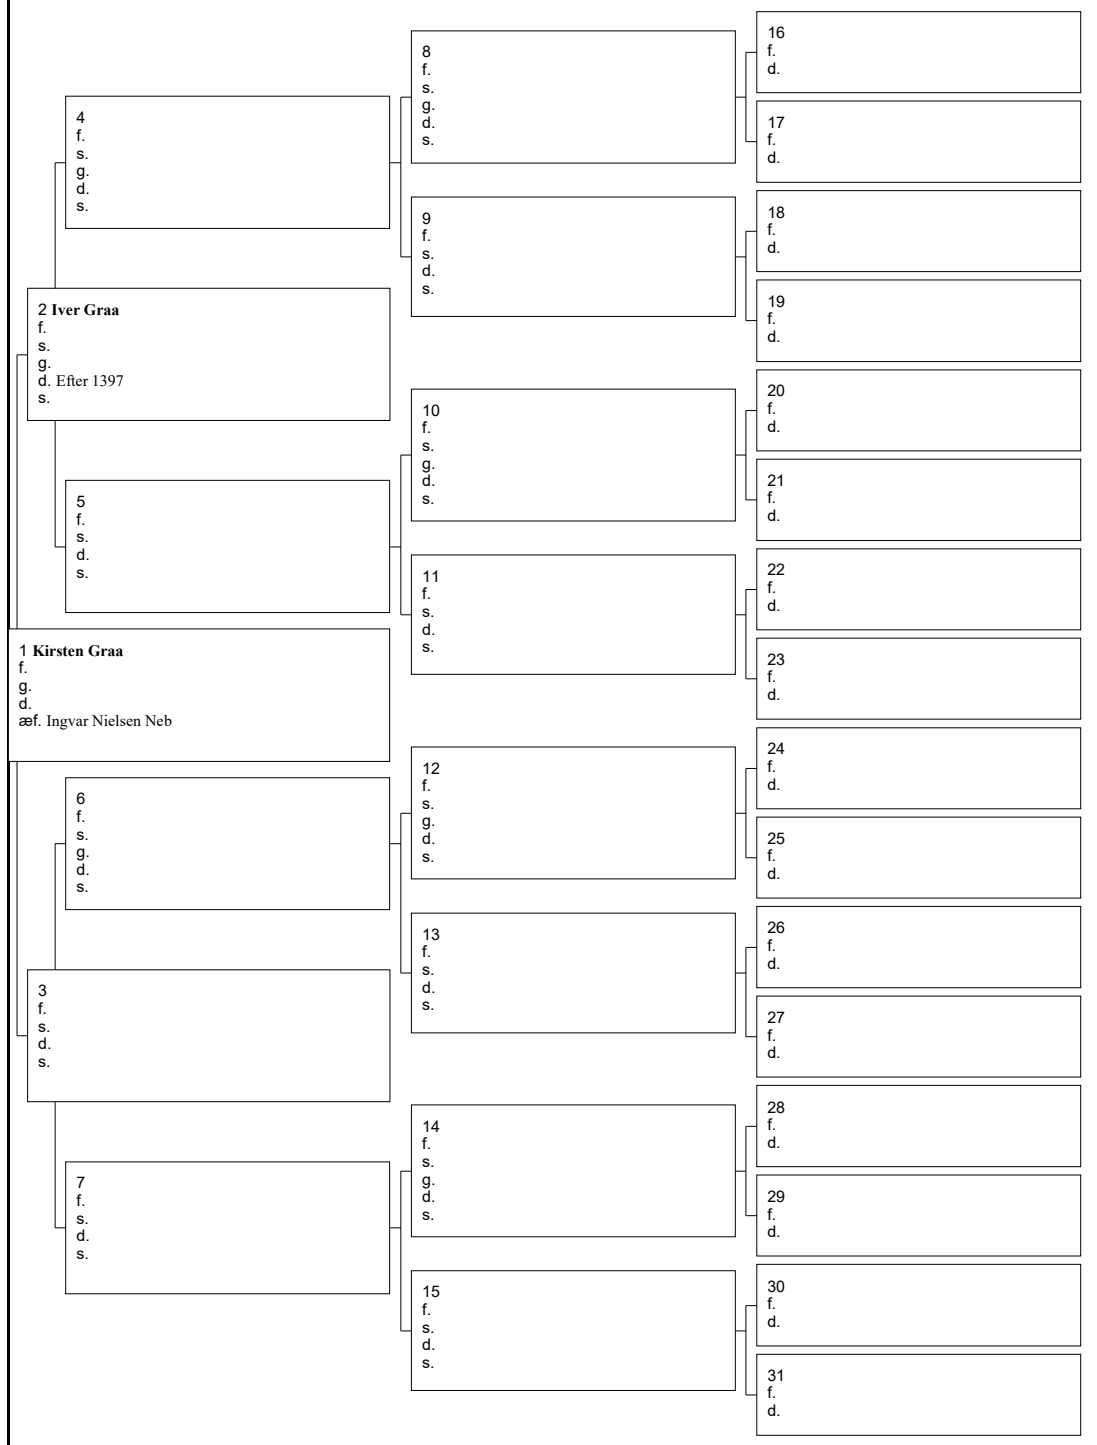 16
f.
d.
8
f.
s.
g.
d.
s.
17
f.
d.
4
f.
s.
g.
d.
s.
18
f.
d.
9
f.
s.
d.
s.
19
f.
d.
2 Iver Graa
f.
s.
g.
d. Efter 1397
s.
20
f.
d.
10
f.
s.
g.
d.
s.
21
f.
d.
5
f.
s.
d.
s.
22
f.
d.
11
f.
s.
d.
s.
23
f.
d.
1 Kirsten Graa
f.
g.
d.
æf. Ingvar Nielsen Neb
24
f.
d.
12
f.
s.
g.
d.
s.
25
f.
d.
6
f.
s.
g.
d.
s.
26
f.
d.
13
f.
s.
d.
s.
27
f.
d.
3
f.
s.
d.
s.
28
f.
d.
14
f.
s.
g.
d.
s.
29
f.
d.
7
f.
s.
d.
s.
30
f.
d.
15
f.
s.
d.
s.
31
f.
d.